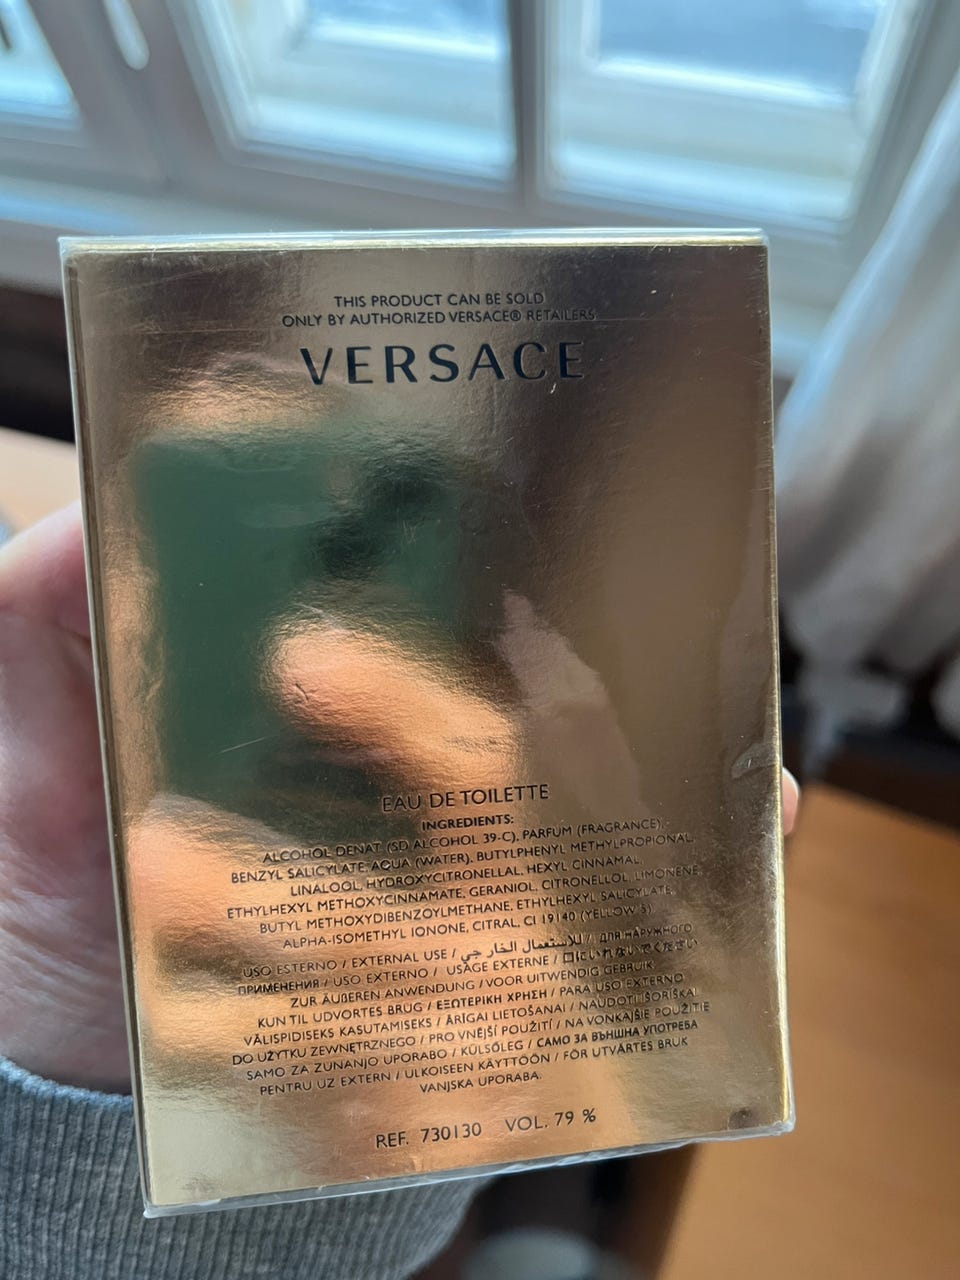 THIS PRODUCT CAN BE SOLD
ONLY BY AUTHORIZED VERSACE® RETAILERS
VERSACE
EAU DE TOILETTE
INGREDIENTS:
ALCOHOL DENAT (SD ALCOHOL 39-C), PARFUM (FRAGRANCE),
BENZYL SALICYLATE, AQUA (WATER), BUTYLPHENYL METHYLPROPIONAL,
LINALOOL, HYDROXYCITRONELLAL, HEXYL CINNAMAL,
ETHYLHEXYL METHOXYCINNAMATE, GERANIOL, CITRONELLOL, LIMONENE,
BUTYL METHOXYDIBENZOYLMETHANE, ETHYLHEXYL SALICYLATE,
ALPHA-ISOMETHYL IONONE, CITRAL, CI 19140 (YELLOW 5).
USO ESTERNO / EXTERNAL USE / للاستعمال الخارجي / ДЛЯ НАРУЖНОГО
ПРИМЕНЕНИЯ / USO EXTERNO / USAGE EXTERNE / 口にいれないでください
ZUR ÄUßEREN ANWENDUNG / VOOR UITWENDIG GEBRUIK
KUN TIL UDVORTES BRUG / ΕΞΩΤΕΡΙΚΗ ΧΡΗΣΗ / PARA USO EXTERNO
VÄLISPIDISEKS KASUTAMISEKS / ĀRĪGAI LIETOŠANAI / NAUDOTI IŠORIŠKAI
DO UŻYTKU ZEWNĘTRZNEGO / PRO VNĚJŠÍ POUŽITÍ / NA VONKAJŠIE POUŽITIE
SAMO ZA ZUNANJO UPORABO / KÜLSŐLEG / САМО ЗА ВЪНШНА УПОТРЕБА
PENTRU UZ EXTERN / ULKOISEEN KÄYTTÖÖN / FÖR UTVÄRTES BRUK
VANJSKA UPORABA.
REF. 730130 VOL. 79 %